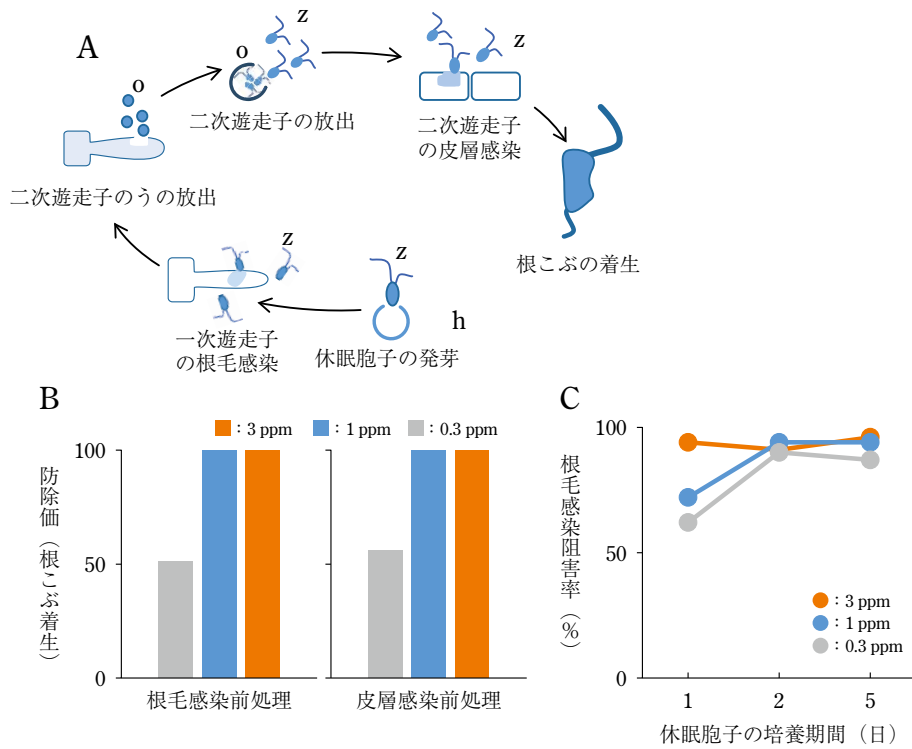 A
z
o
z
o
二次遊走子の放出
二次遊走子
の皮層感染
二次遊走子のうの放出
根こぶの着生
z
z
h
一次遊走子
の根毛感染
休眠胞子の発芽
B
：3 ppm ：1 ppm ：0.3 ppm
防除価（根こぶ着生）
100
50
0
根毛感染前処理
皮層感染前処理
C
根毛感染阻害率（%）
100
50
0
：3 ppm
：1 ppm
：0.3 ppm
1 2 5
休眠胞子の培養期間（日）